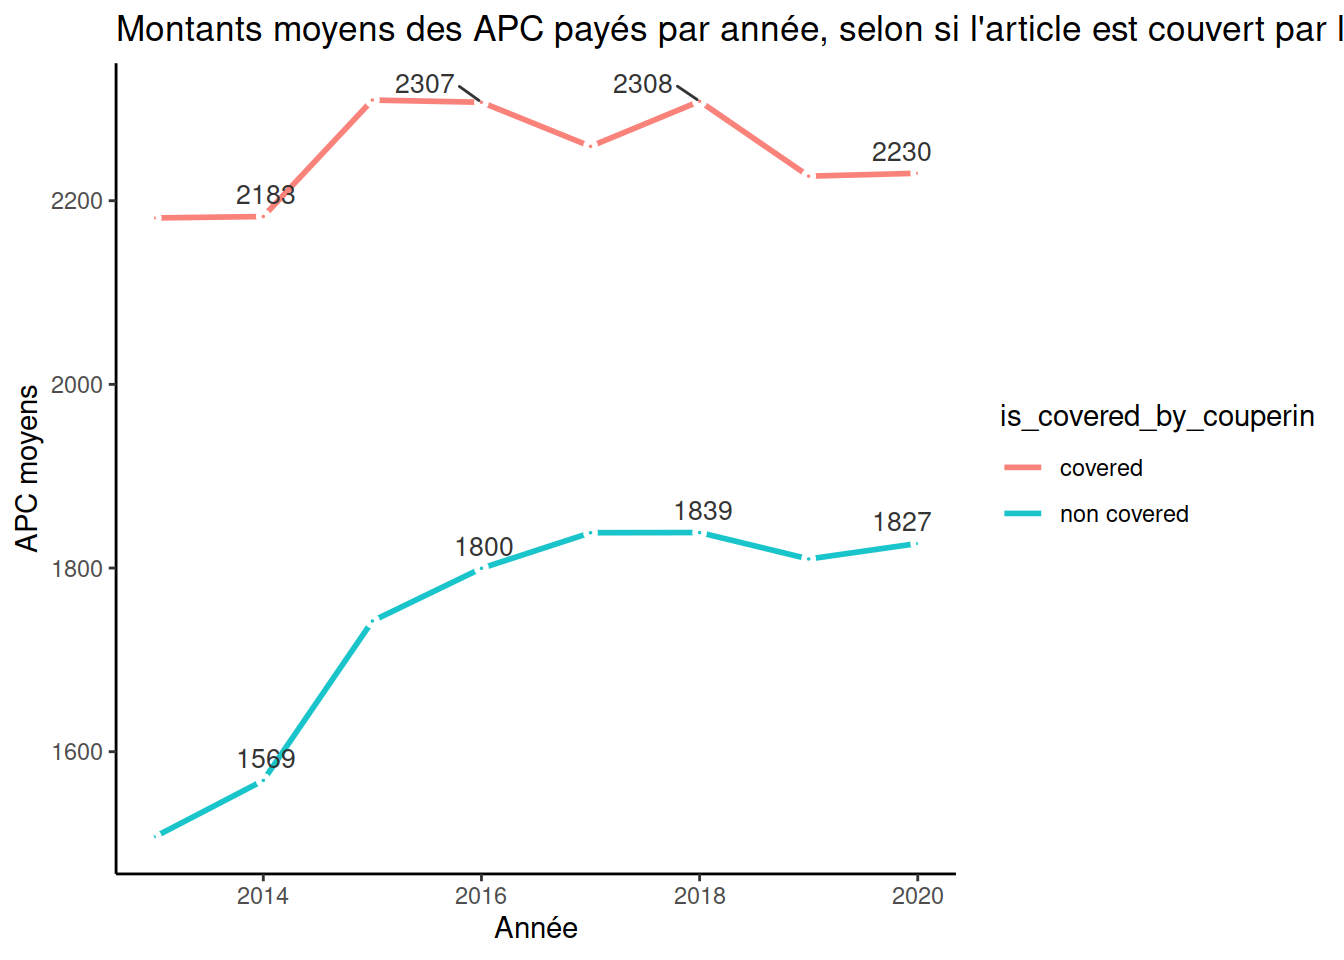 Montants moyens des APC payés par année, selon si l'article est couvert par l
2307
2308
2230
2183
2200
2000
1800
1600
APC moyens
1839
1827
1800
1569
is_covered_by_couperin
covered
non covered
2014
2016
2018
2020
Année